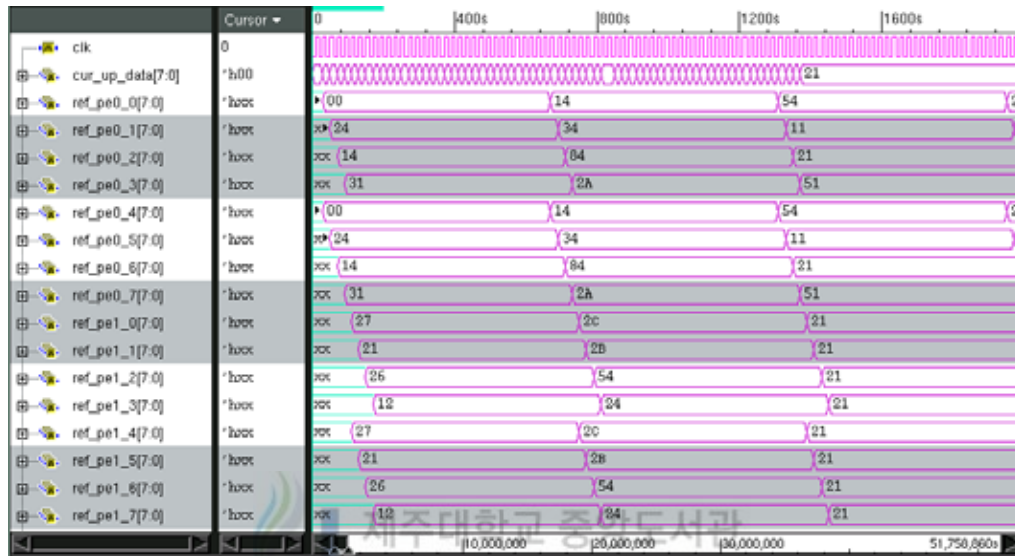 Cursor 0 400s 800s 1200s 1600s
clk 0
cur_up_data[7:0] 'h00 21
ref_pe0_0[7:0] 'hxx 00 14 54
ref_pe0_1[7:0] 'hxx x 24 34 11
ref_pe0_2[7:0] 'hxx xx 14 84 21
ref_pe0_3[7:0] 'hxx xx 31 2A 51
ref_pe0_4[7:0] 'hxx 00 14 54
ref_pe0_5[7:0] 'hxx x 24 34 11
ref_pe0_6[7:0] 'hxx xx 14 84 21
ref_pe0_7[7:0] 'hxx xx 31 2A 51
ref_pe1_0[7:0] 'hxx xx 27 2C 21
ref_pe1_1[7:0] 'hxx xx 21 2B 21
ref_pe1_2[7:0] 'hxx xx 26 54 21
ref_pe1_3[7:0] 'hxx xx 12 24 21
ref_pe1_4[7:0] 'hxx xx 27 2C 21
ref_pe1_5[7:0] 'hxx xx 21 2B 21
ref_pe1_6[7:0] 'hxx xx 26 54 21
ref_pe1_7[7:0] 'hxx xx 12 24 21
제주대학교 중앙도서관
10,000,000 20,000,000 30,000,000 51,758,860s